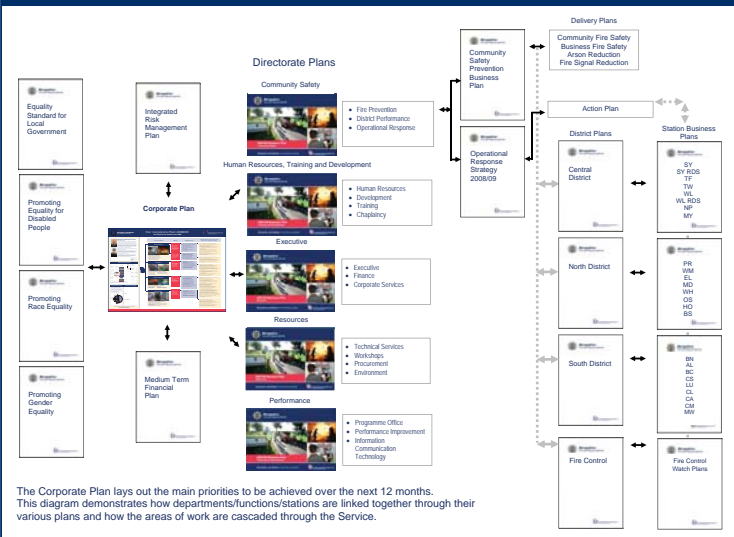 Delivery Plans
Community Fire Safety
Business Fire Safety
Arson Reduction
Fire Signal Reduction
Directorate Plans
Community
Safety
Prevention
Business
Plan
Community Safety
Fire Prevention
District Performance
Operational Response
Action Plan
Equality
Standard for
Local
Government
Integrated
Risk
Management
Plan
Operational
Response
Strategy
2008/09
District Plans
Station Business
Plans
Central
District
SY
SY RDS
TF
TW
WL
WL RDS
NP
MY
Human Resources, Training and Development
Human Resources
Development
Training
Chaplaincy
Promoting
Equality for
Disabled
People
Corporate Plan
Executive
Executive
Finance
Corporate Services
North District
PR
WM
EL
MD
WH
OS
HO
BS
Promoting
Race Equality
Resources
Technical Services
Workshops
Procurement
Environment
Medium Term
Financial
Plan
South District
BN
AL
BC
CS
LU
CL
CA
CM
MW
Promoting
Gender
Equality
Performance
Programme Office
Performance Improvement
Information
Communication
Technology
Fire Control
Fire Control
Watch Plans
The Corporate Plan lays out the main priorities to be achieved over the next 12 months.
This diagram demonstrates how departments/functions/stations are linked together through their
various plans and how the areas of work are cascaded through the Service.